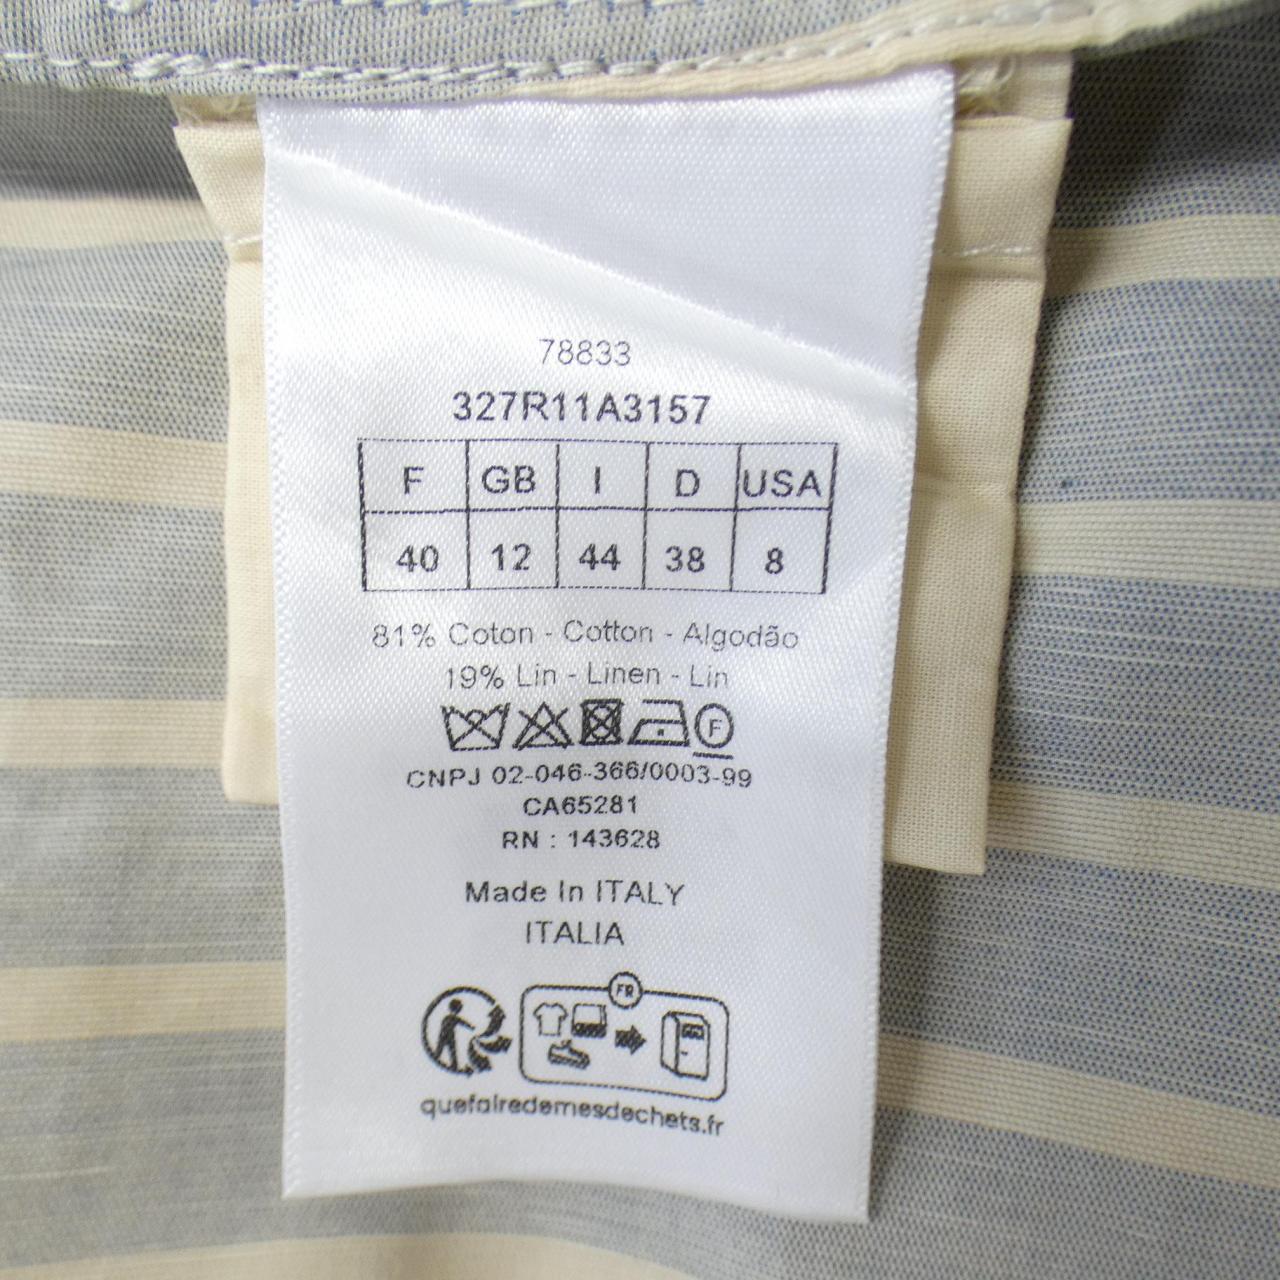 78833
327R11A3157
F GB I D USA
40 12 44 38 8
81% Coton - Cotton - Algodão
19% Lin - Linen - Lin
F
CNPJ 02-046-366/0003-99
CA65281
RN : 143628
Made In ITALY
ITALIA
FR
quefairedemesdechets.fr